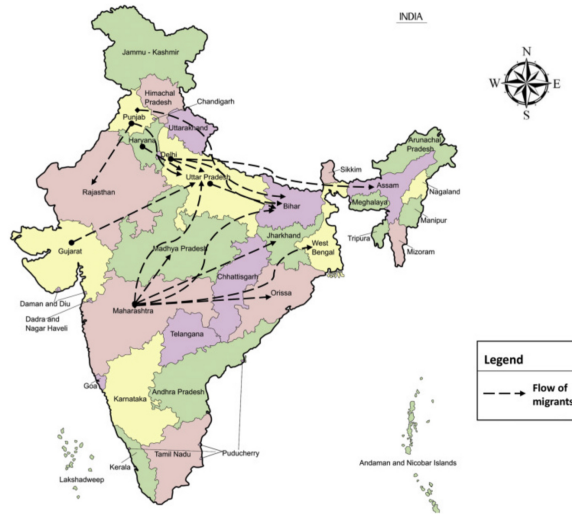 INDIA
N
W
E
S
Jammu - Kashmir
Himachal
Pradesh
Chandigarh
Punjab
Uttarakhand
Haryana
Delhi
Arunachal
Pradesh
Sikkim
Uttar Pradesh
Assam
Rajasthan
Nagaland
Bihar
Meghalaya
Manipur
Jharkhand
West
Bengal
Tripura
Mizoram
Gujarat
Madhya Pradesh
Chhattisgarh
Orissa
Daman and Diu
Dadra and
Nagar Haveli
Maharashtra
Telangana
Legend
Flow of
migrants
Goa
Karnataka
Andhra Pradesh
Puducherry
Tamil Nadu
Kerala
Lakshadweep
Andaman and Nicobar Islands